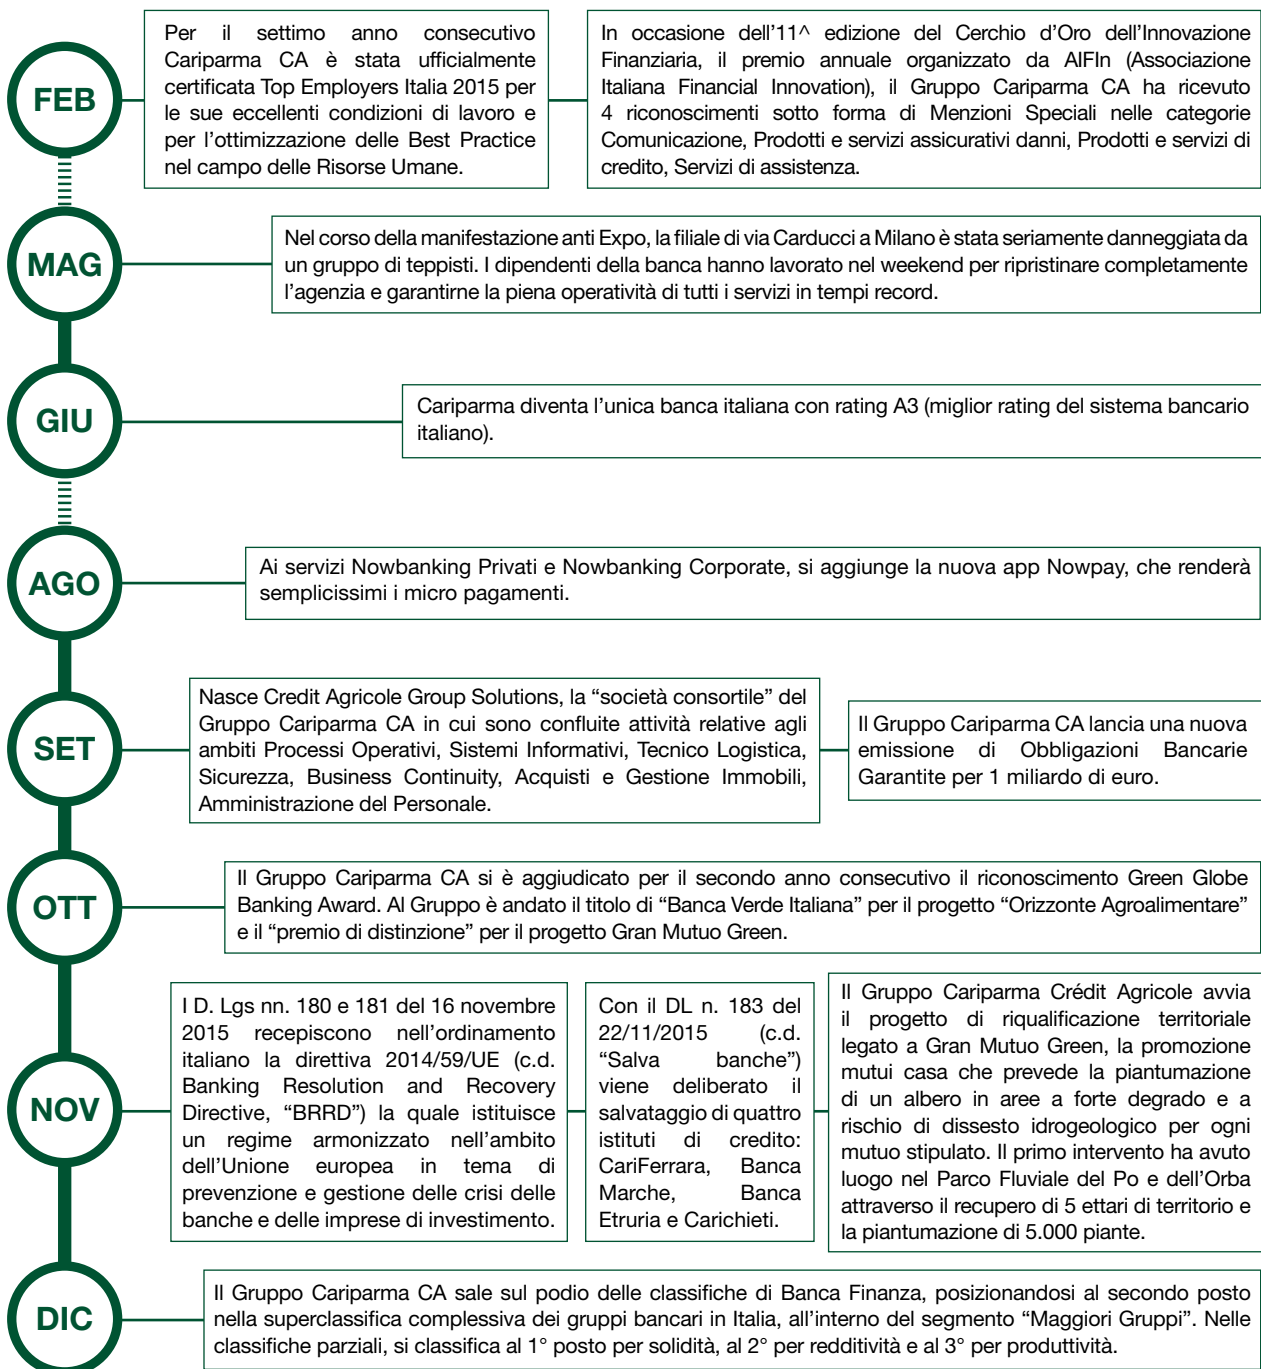 FEB
Per il settimo anno consecutivo
Cariparma CA è stata ufficialmente
certificata Top Employers Italia 2015 per
le sue eccellenti condizioni di lavoro e
per l'ottimizzazione delle Best Practice
nel campo delle Risorse Umane.
In occasione dell'11^ edizione del Cerchio d'Oro dell'Innovazione
Finanziaria, il premio annuale organizzato da AIFIn (Associazione
Italiana Financial Innovation), il Gruppo Cariparma CA ha ricevuto
4 riconoscimenti sotto forma di Menzioni Speciali nelle categorie
Comunicazione, Prodotti e servizi assicurativi danni, Prodotti e servizi di
credito, Servizi di assistenza.
MAG
Nel corso della manifestazione anti Expo, la filiale di via Carducci a Milano è stata seriamente danneggiata da
un gruppo di teppisti. I dipendenti della banca hanno lavorato nel weekend per ripristinare completamente
l'agenzia e garantirne la piena operatività di tutti i servizi in tempi record.
GIU
Cariparma diventa l'unica banca italiana con rating A3 (miglior rating del sistema bancario
italiano).
AGO
Ai servizi Nowbanking Privati e Nowbanking Corporate, si aggiunge la nuova app Nowpay, che renderà
semplicissimi i micro pagamenti.
SET
Nasce Credit Agricole Group Solutions, la “società consortile” del
Gruppo Cariparma CA in cui sono confluite attività relative agli
ambiti Processi Operativi, Sistemi Informativi, Tecnico Logistica,
Sicurezza, Business Continuity, Acquisti e Gestione Immobili,
Amministrazione del Personale.
Il Gruppo Cariparma CA lancia una nuova
emissione di Obbligazioni Bancarie
Garantite per 1 miliardo di euro.
OTT
Il Gruppo Cariparma CA si è aggiudicato per il secondo anno consecutivo il riconoscimento Green Globe
Banking Award. Al Gruppo è andato il titolo di “Banca Verde Italiana” per il progetto “Orizzonte Agroalimentare”
e il “premio di distinzione” per il progetto Gran Mutuo Green.
NOV
I D. Lgs nn. 180 e 181 del 16 novembre
2015 recepiscono nell'ordinamento
italiano la direttiva 2014/59/UE (c.d.
Banking Resolution and Recovery
Directive, “BRRD”) la quale istituisce
un regime armonizzato nell'ambito
dell'Unione europea in tema di
prevenzione e gestione delle crisi delle
banche e delle imprese di investimento.
Con il DL n. 183 del
22/11/2015 (c.d.
“Salva banche”)
viene deliberato il
salvataggio di quattro
istituti di credito:
CariFerrara, Banca
Marche, Banca
Etruria e Carichieti.
Il Gruppo Cariparma Crédit Agricole avvia
il progetto di riqualificazione territoriale
legato a Gran Mutuo Green, la promozione
mutui casa che prevede la piantumazione
di un albero in aree a forte degrado e a
rischio di dissesto idrogeologico per ogni
mutuo stipulato. Il primo intervento ha avuto
luogo nel Parco Fluviale del Po e dell'Orba
attraverso il recupero di 5 ettari di territorio e
la piantumazione di 5.000 piante.
DIC
Il Gruppo Cariparma CA sale sul podio delle classifiche di Banca Finanza, posizionandosi al secondo posto
nella superclassifica complessiva dei gruppi bancari in Italia, all'interno del segmento “Maggiori Gruppi”. Nelle
classifiche parziali, si classifica al 1° posto per solidità, al 2° per redditività e al 3° per produttività.